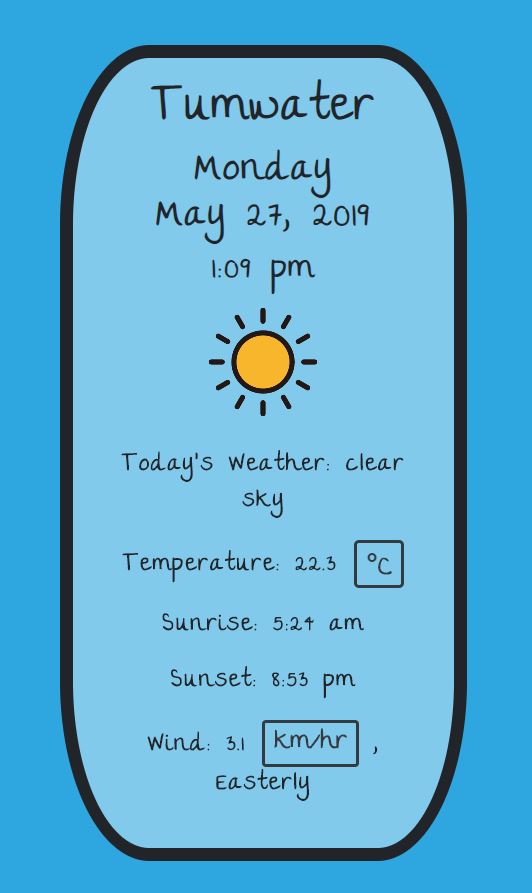 Tumwater
Monday
May 27, 2019
1:09 pm
Today's Weather: clear
sky
Temperature: 22.3 °C
Sunrise: 5:24 am
Sunset: 8:53 pm
Wind: 3.1 km/hr ,
Easterly